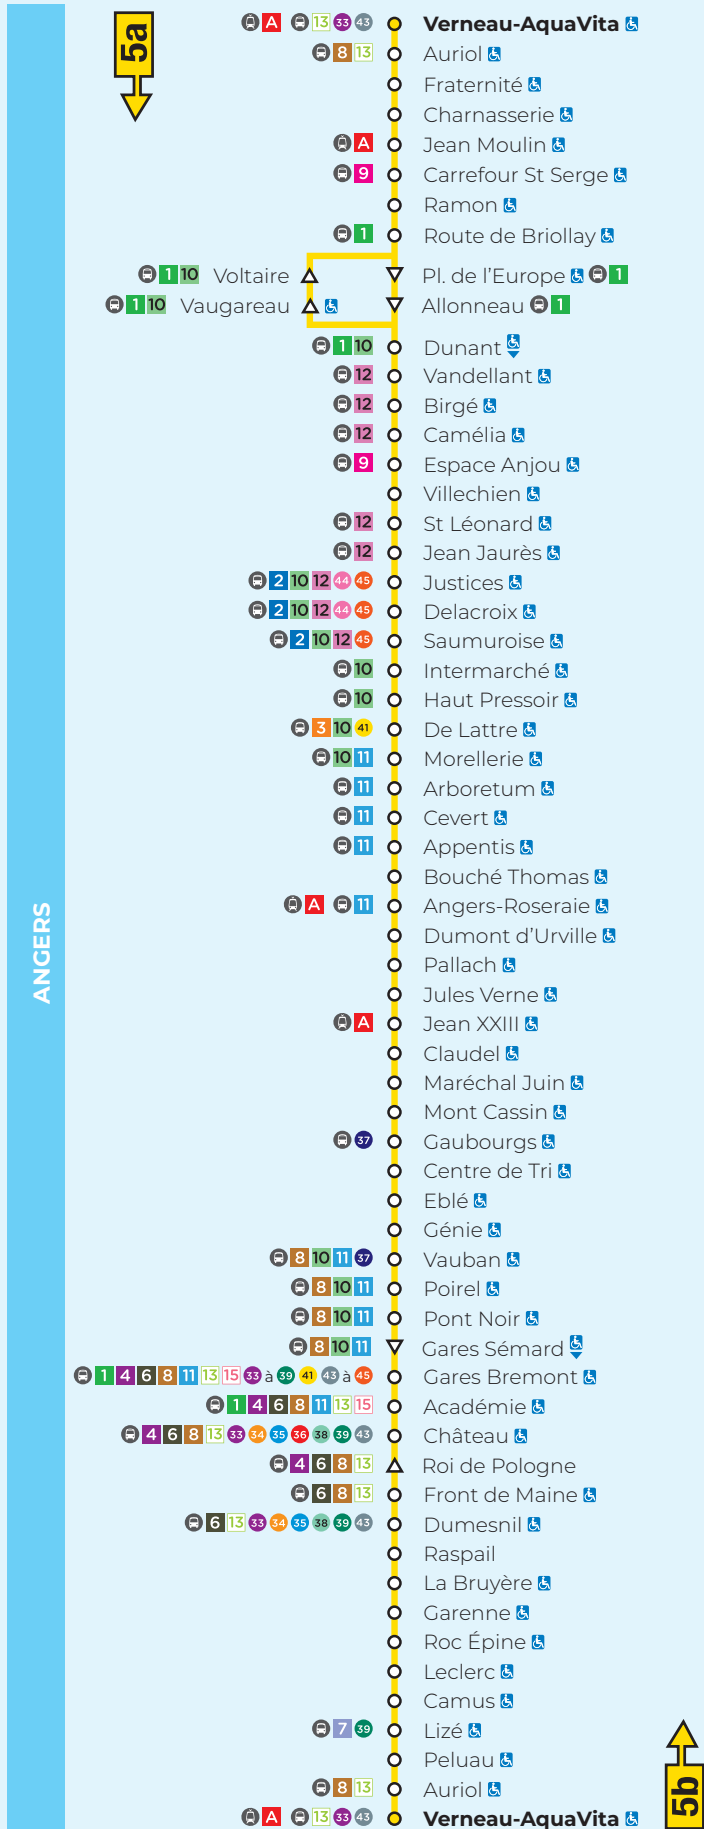 5a
A 13 33 43 Verneau-AquaVita
8 13 Auriol
Fraternité
Charnasserie
A Jean Moulin
9 Carrefour St Serge
Ramon
1 Route de Briollay
1 10 Voltaire Pl. de l'Europe 1
1 10 Vaugareau Allonneau 1
1 10 Dunant
12 Vandellant
12 Birgé
12 Camélia
9 Espace Anjou
Villechien
12 St Léonard
12 Jean Jaurès
2 10 12 44 45 Justices
2 10 12 44 45 Delacroix
2 10 12 45 Saumuroise
10 Intermarché
10 Haut Pressoir
3 10 41 De Lattre
10 11 Morellerie
11 Arboretum
11 Cevert
11 Appentis
Bouché Thomas
A 11 Angers-Roseraie
ANGERS
Dumont d'Urville
Pallach
Jules Verne
A Jean XXIII
Claudel
Maréchal Juin
Mont Cassin
37 Gaubourgs
Centre de Tri
Eblé
Génie
8 10 11 37 Vauban
8 10 11 Poirel
8 10 11 Pont Noir
8 10 11 Gares Sémard
1 4 6 8 11 13 15 33 à 39 41 43 à 45 Gares Bremont
1 4 6 8 11 13 15 Académie
4 6 8 13 33 34 35 36 38 39 43 Château
4 6 8 13 Roi de Pologne
6 8 13 Front de Maine
6 13 33 34 35 38 39 43 Dumesnil
Raspail
La Bruyère
Garenne
Roc Épine
Leclerc
Camus
7 39 Lizé
Peluau
8 13 Auriol
5b
A 13 33 43 Verneau-AquaVita